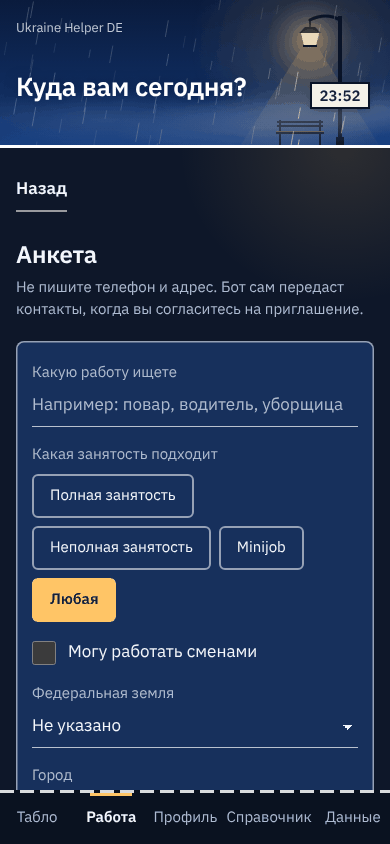 Ukraine Helper DE
Куда вам сегодня?
23:52
Назад
Анкета
Не пишите телефон и адрес. Бот сам передаст
контакты, когда вы согласитесь на приглашение.
Какую работу ищете
Например: повар, водитель, уборщица
Какая занятость подходит
Полная занятость
Неполная занятость
Minijob
Любая
Могу работать сменами
Федеральная земля
Не указано
Город
Табло
Работа
Профиль
Справочник
Данные